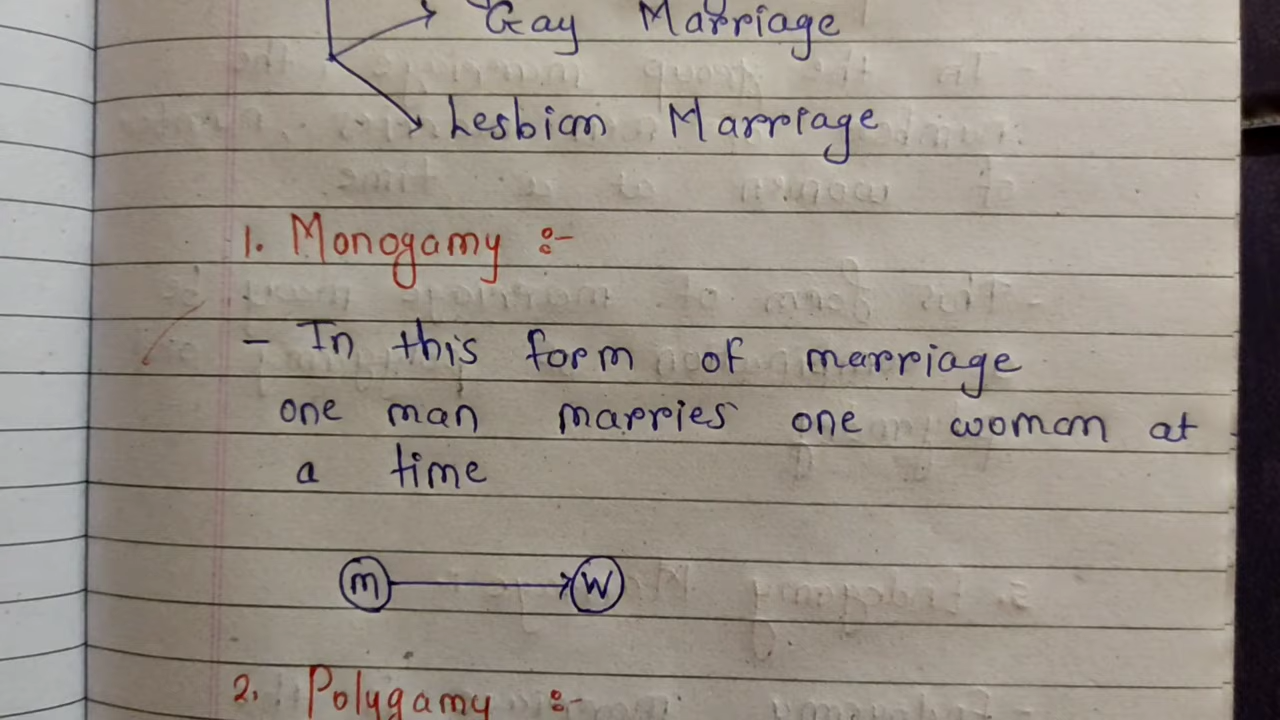 Gay Marriage
Lesbian Marriage
1. Monogamy :-
- In this form of marriage
one man marries one woman at
a time
m → W
2. Polygamy :-